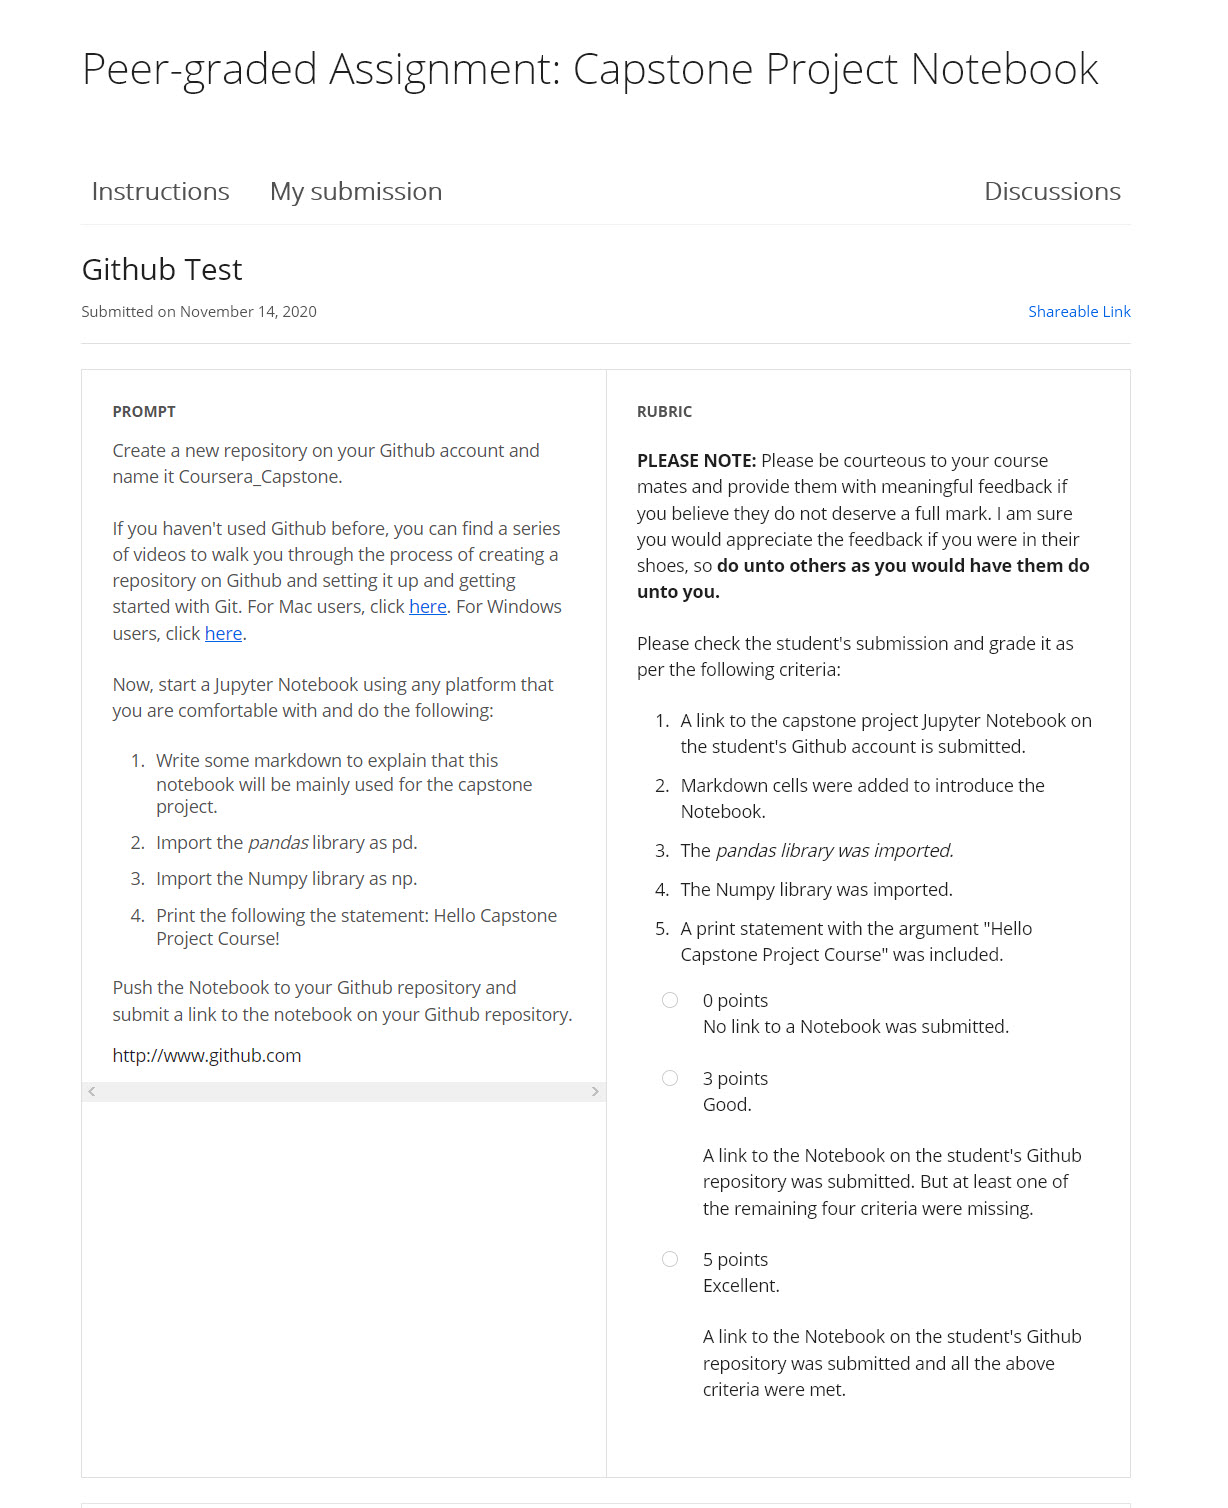 Peer-graded Assignment: Capstone Project Notebook
Instructions
My submission
Discussions
Github Test
Submitted on November 14, 2020
Shareable Link
PROMPT
Create a new repository on your Github account and
name it Coursera_Capstone.
If you haven't used Github before, you can find a series
of videos to walk you through the process of creating a
repository on Github and setting it up and getting
started with Git. For Mac users, click here. For Windows
users, click here.
Now, start a Jupyter Notebook using any platform that
you are comfortable with and do the following:
1. Write some markdown to explain that this
notebook will be mainly used for the capstone
project.
2. Import the pandas library as pd.
3. Import the Numpy library as np.
4. Print the following the statement: Hello Capstone
Project Course!
Push the Notebook to your Github repository and
submit a link to the notebook on your Github repository.
http://www.github.com
RUBRIC
PLEASE NOTE: Please be courteous to your course
mates and provide them with meaningful feedback if
you believe they do not deserve a full mark. I am sure
you would appreciate the feedback if you were in their
shoes, so do unto others as you would have them do
unto you.
Please check the student's submission and grade it as
per the following criteria:
1. A link to the capstone project Jupyter Notebook on
the student's Github account is submitted.
2. Markdown cells were added to introduce the
Notebook.
3. The pandas library was imported.
4. The Numpy library was imported.
5. A print statement with the argument "Hello
Capstone Project Course" was included.
0 points
No link to a Notebook was submitted.
3 points
Good.
A link to the Notebook on the student's Github
repository was submitted. But at least one of
the remaining four criteria were missing.
5 points
Excellent.
A link to the Notebook on the student's Github
repository was submitted and all the above
criteria were met.